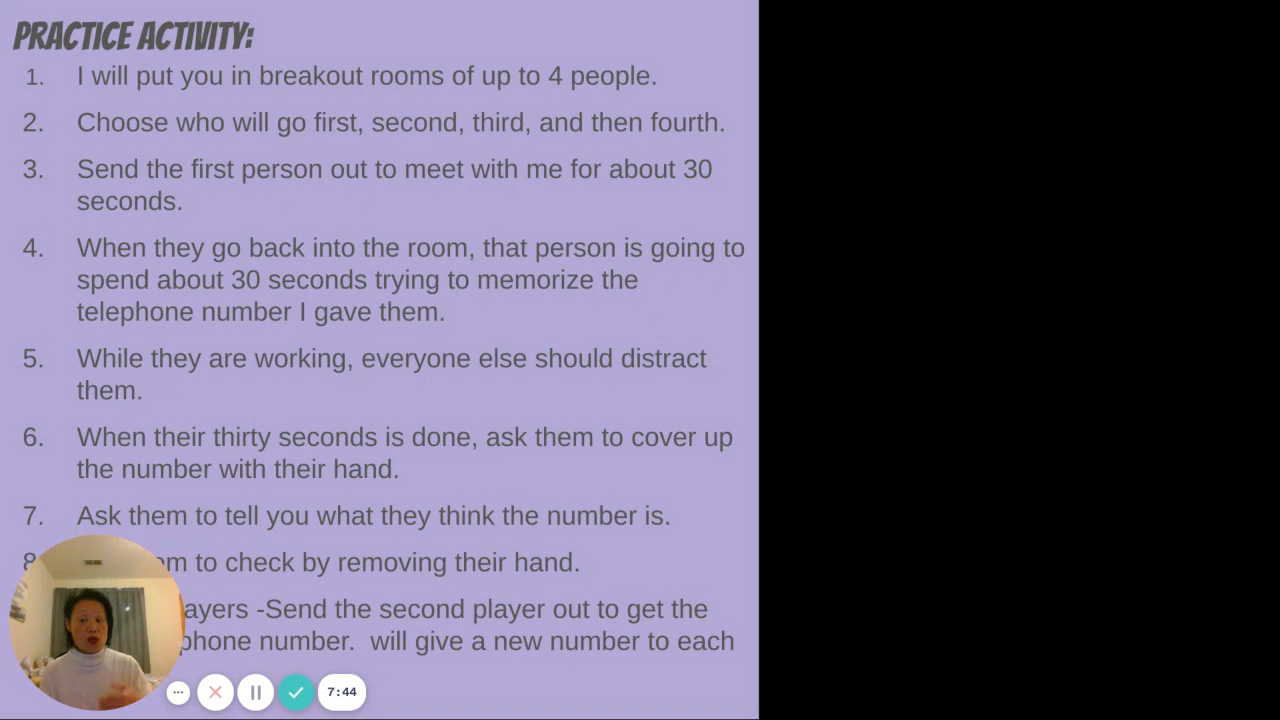 PRACTICE ACTIVITY:
1. I will put you in breakout rooms of up to 4 people.
2. Choose who will go first, second, third, and then fourth.
3. Send the first person out to meet with me for about 30
seconds.
4. When they go back into the room, that person is going to
spend about 30 seconds trying to memorize the
telephone number I gave them.
5. While they are working, everyone else should distract
them.
6. When their thirty seconds is done, ask them to cover up
the number with their hand.
7. Ask them to tell you what they think the number is.
8 to check by removing their hand.
-Send the second player out to get the
number. will give a new number to each
7:44